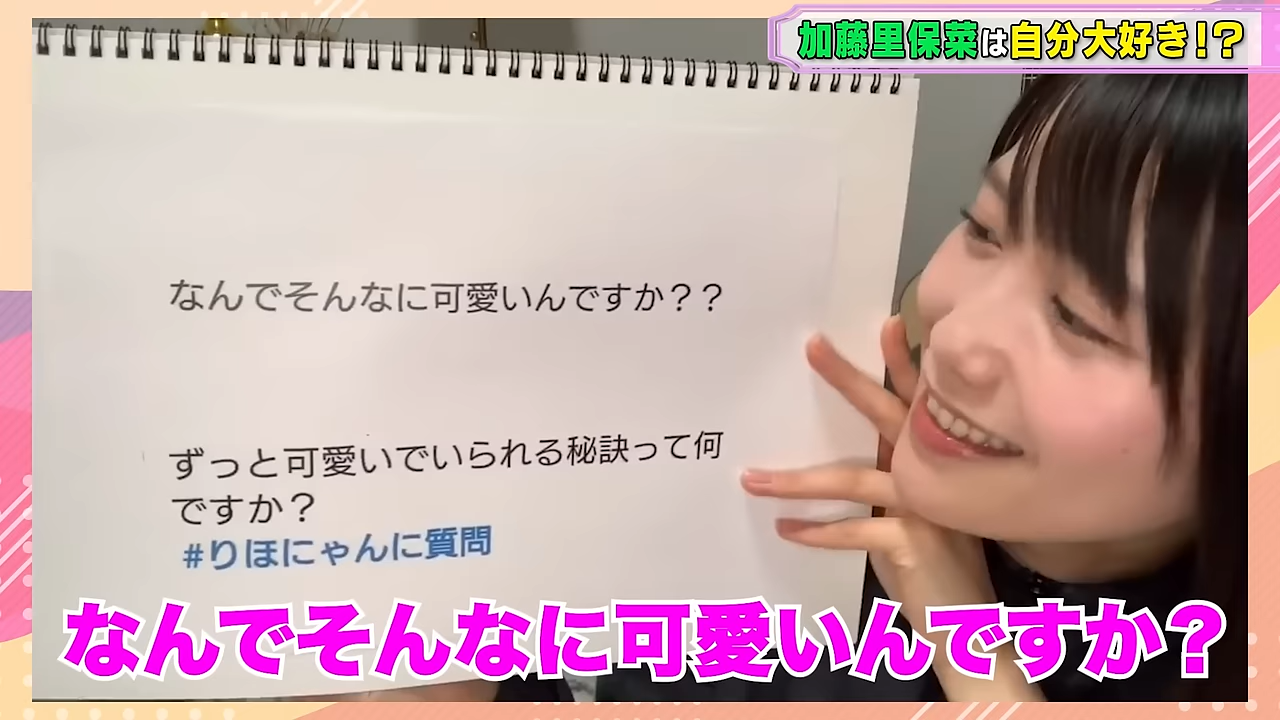 加藤里保菜は自分大好き!?
なんでそんなに可愛いんですか??
ずっと可愛いでいられる秘訣って何
ですか?
#りほにゃんに質問
なんでそんなに可愛いんですか?